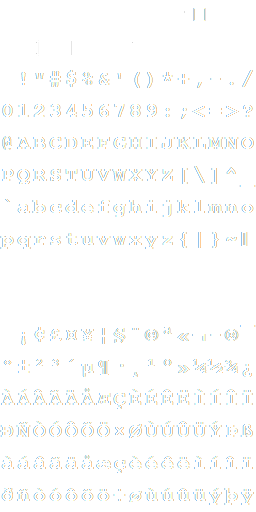 ! " # $ % & ' ( ) * + , - . /
0 1 2 3 4 5 6 7 8 9 : ; < = > ?
@ A B C D E F G H I J K L M N O
P Q R S T U V W X Y Z [ \ ] ^ _
` a b c d e f g h i j k l m n o
p q r s t u v w x y z { | } ~
¡ ¢ £ ¤ ¥ ¦ § ¨ © ª « ¬ - ® ¯
° ± ² ³ ´ µ ¶ · ¸ ¹ º » ¼ ½ ¾ ¿
À Á Â Ã Ä Å Æ Ç È É Ê Ë Ì Í Î Ï
Ð Ñ Ò Ó Ô Õ Ö × Ø Ù Ú Û Ü Ý Þ ß
à á â ã ä å æ ç è é ê ë ì í î ï
ð ñ ò ó ô õ ö ÷ ø ù ú û ü ý þ ÿ